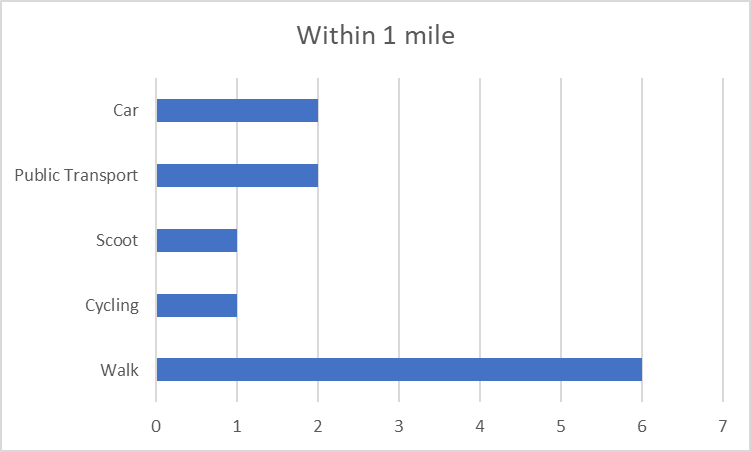 Within 1 mile
Car
Public Transport
Scoot
Cycling
Walk
0 1 2 3 4 5 6 7